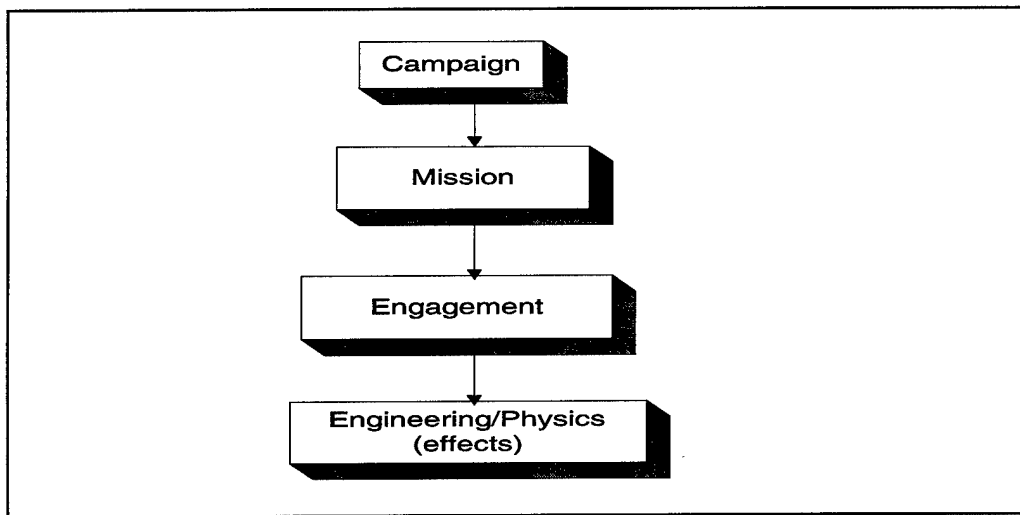 Campaign
Mission
Engagement
Engineering/Physics
(effects)